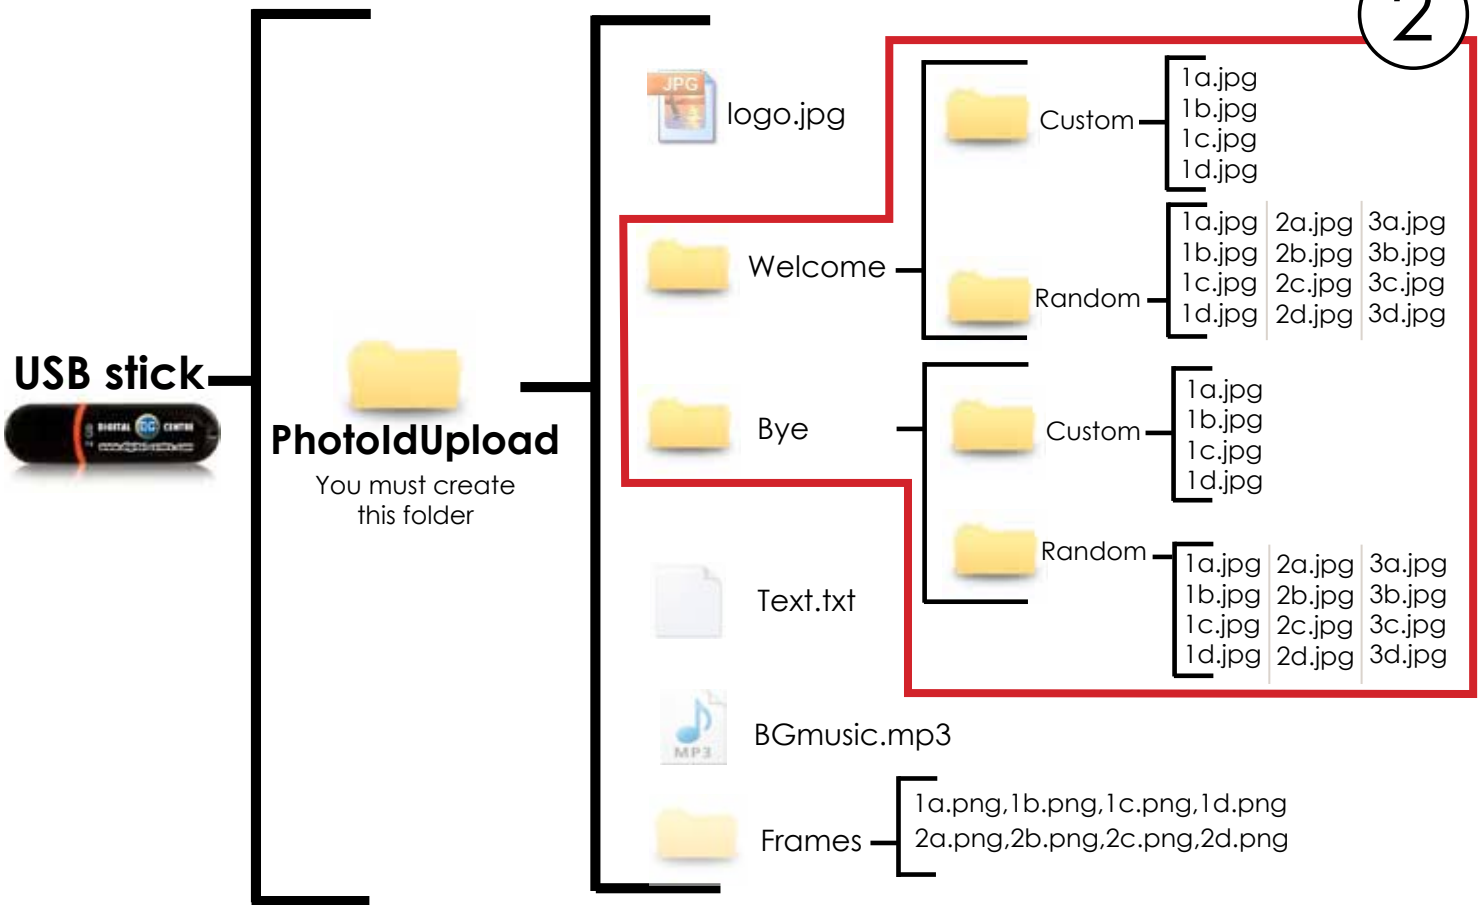 2
USB stick
DIGITAL DC CENTRE
PhotoIdUpload
You must create
this folder
JPG
logo.jpg
Welcome
Custom
1a.jpg
1b.jpg
1c.jpg
1d.jpg
Random
1a.jpg 2a.jpg 3a.jpg
1b.jpg 2b.jpg 3b.jpg
1c.jpg 2c.jpg 3c.jpg
1d.jpg 2d.jpg 3d.jpg
Bye
Custom
1a.jpg
1b.jpg
1c.jpg
1d.jpg
Random
1a.jpg 2a.jpg 3a.jpg
1b.jpg 2b.jpg 3b.jpg
1c.jpg 2c.jpg 3c.jpg
1d.jpg 2d.jpg 3d.jpg
Text.txt
MP3
BGmusic.mp3
Frames
1a.png,1b.png,1c.png,1d.png
2a.png,2b.png,2c.png,2d.png